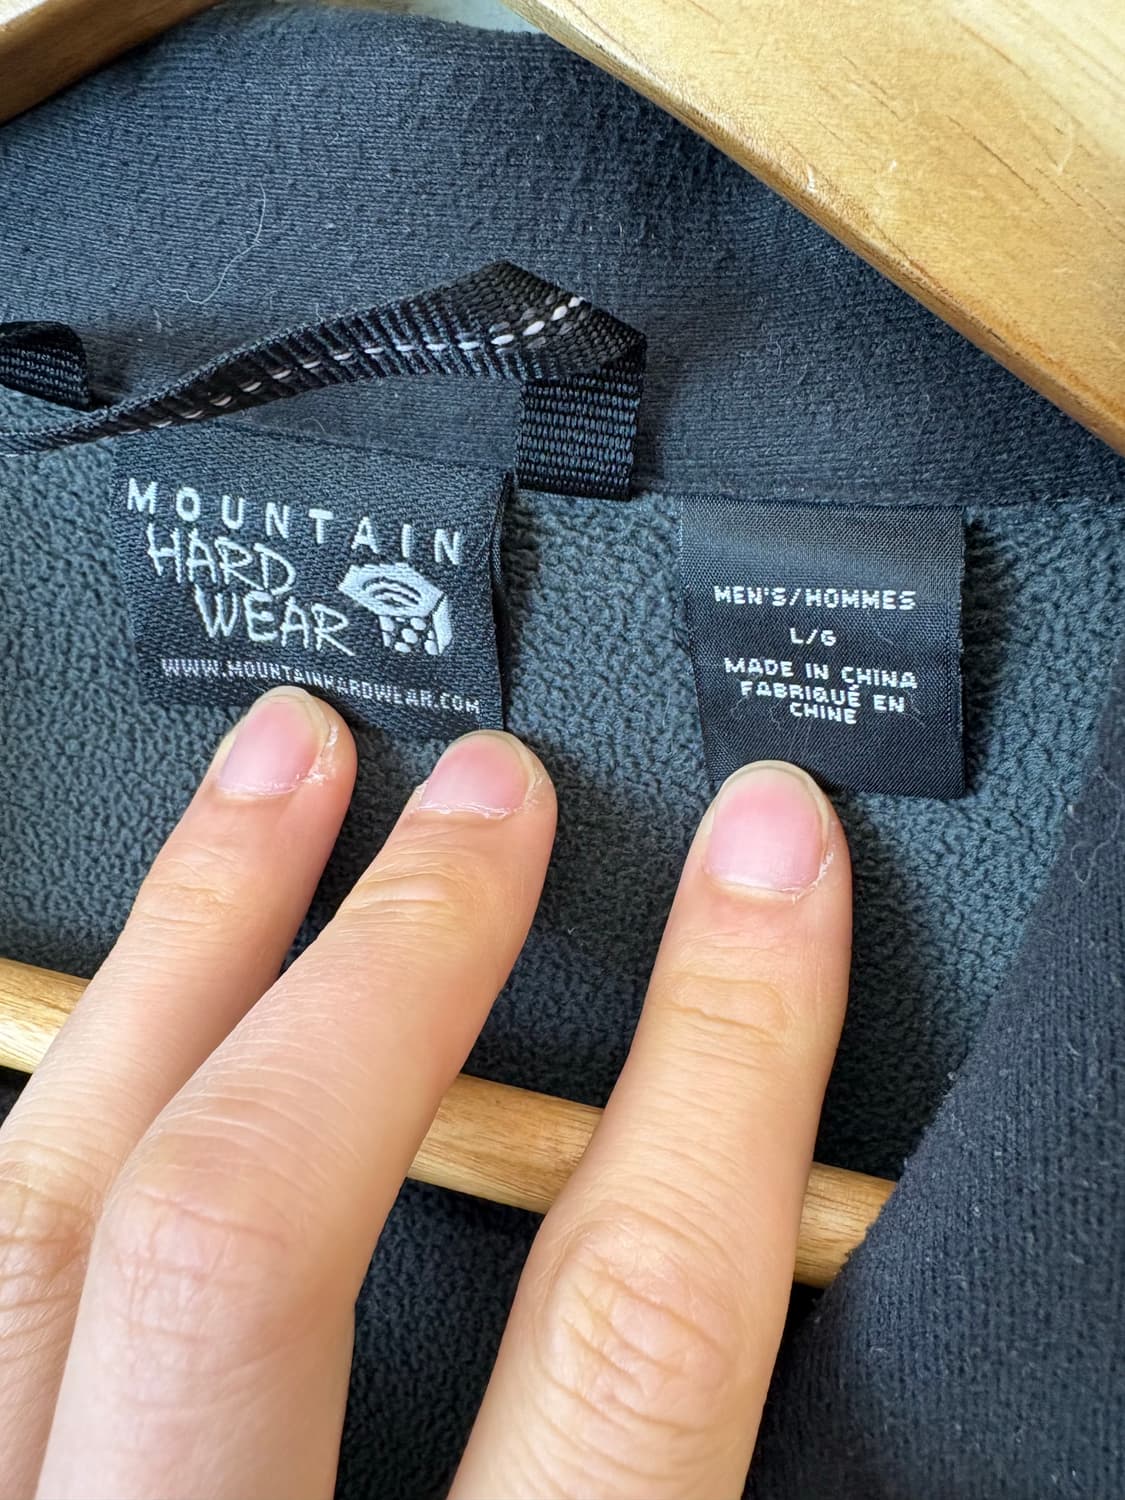 MOUNTAIN
HARD
WEAR
WWW.MOUNTAINHARDWEAR.COM
MEN'S/HOMMES
L/G
MADE IN CHINA
FABRIQUÉ EN
CHINE